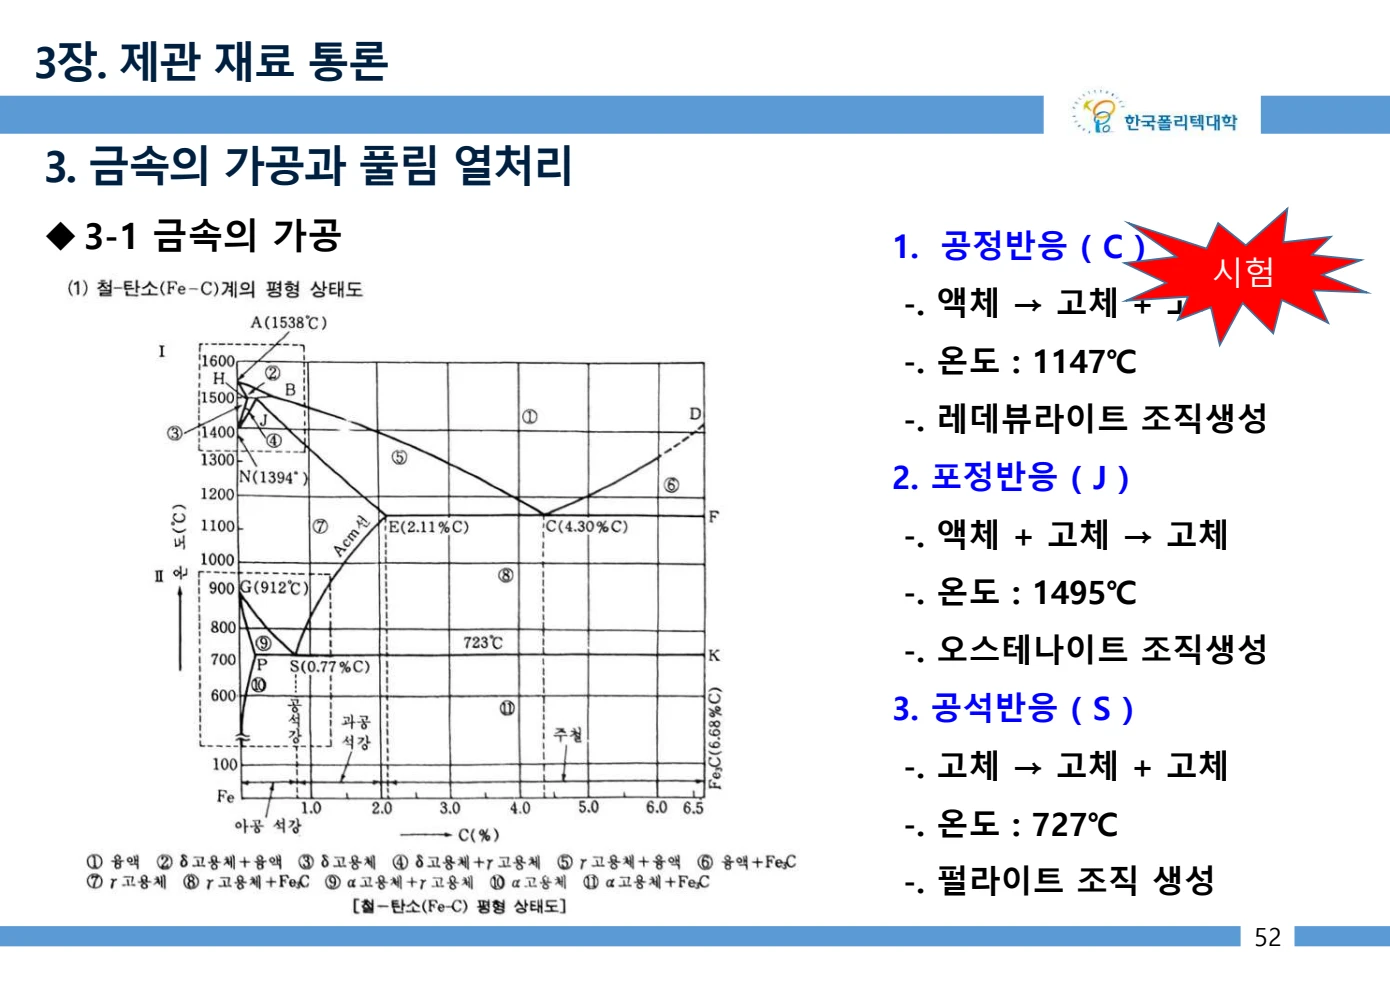 3장. 제관 재료 통론
한국폴리텍대학
3. 금속의 가공과 풀림 열처리
◆ 3-1 금속의 가공
(1) 철-탄소(Fe-C)계의 평형 상태도
A(1538℃)
I
1600
H
②
B
1500
J
③
1400
④
①
D
1300
N(1394°)
⑤
⑥
1200
1100
⑦
Acm선
E(2.11%C)
C(4.30%C)
F
온 도(℃)
1000
II
900
G(912℃)
⑧
800
⑨
723℃
700
P
S(0.77%C)
K
⑩
600
공석강
과공
석강
⑪
주철
Fe₃C(6.68%C)
100
Fe
1.0 2.0 3.0 4.0 5.0 6.0 6.5
아공 석강
C(%)
① 융액 ② δ고용체+융액 ③ δ고용체 ④ δ고용체+γ고용체 ⑤ γ고용체+융액 ⑥ 융액+Fe₃C
⑦ γ고용체 ⑧ γ고용체+Fe₃C ⑨ α고용체+γ고용체 ⑩ α고용체 ⑪ α고용체+Fe₃C
[철-탄소(Fe-C) 평형 상태도]
1. 공정반응 ( C )
시험
-. 액체 → 고체 +
-. 온도 : 1147℃
-. 레데뷰라이트 조직생성
2. 포정반응 ( J )
-. 액체 + 고체 → 고체
-. 온도 : 1495℃
-. 오스테나이트 조직생성
3. 공석반응 ( S )
-. 고체 → 고체 + 고체
-. 온도 : 727℃
-. 펄라이트 조직 생성
52